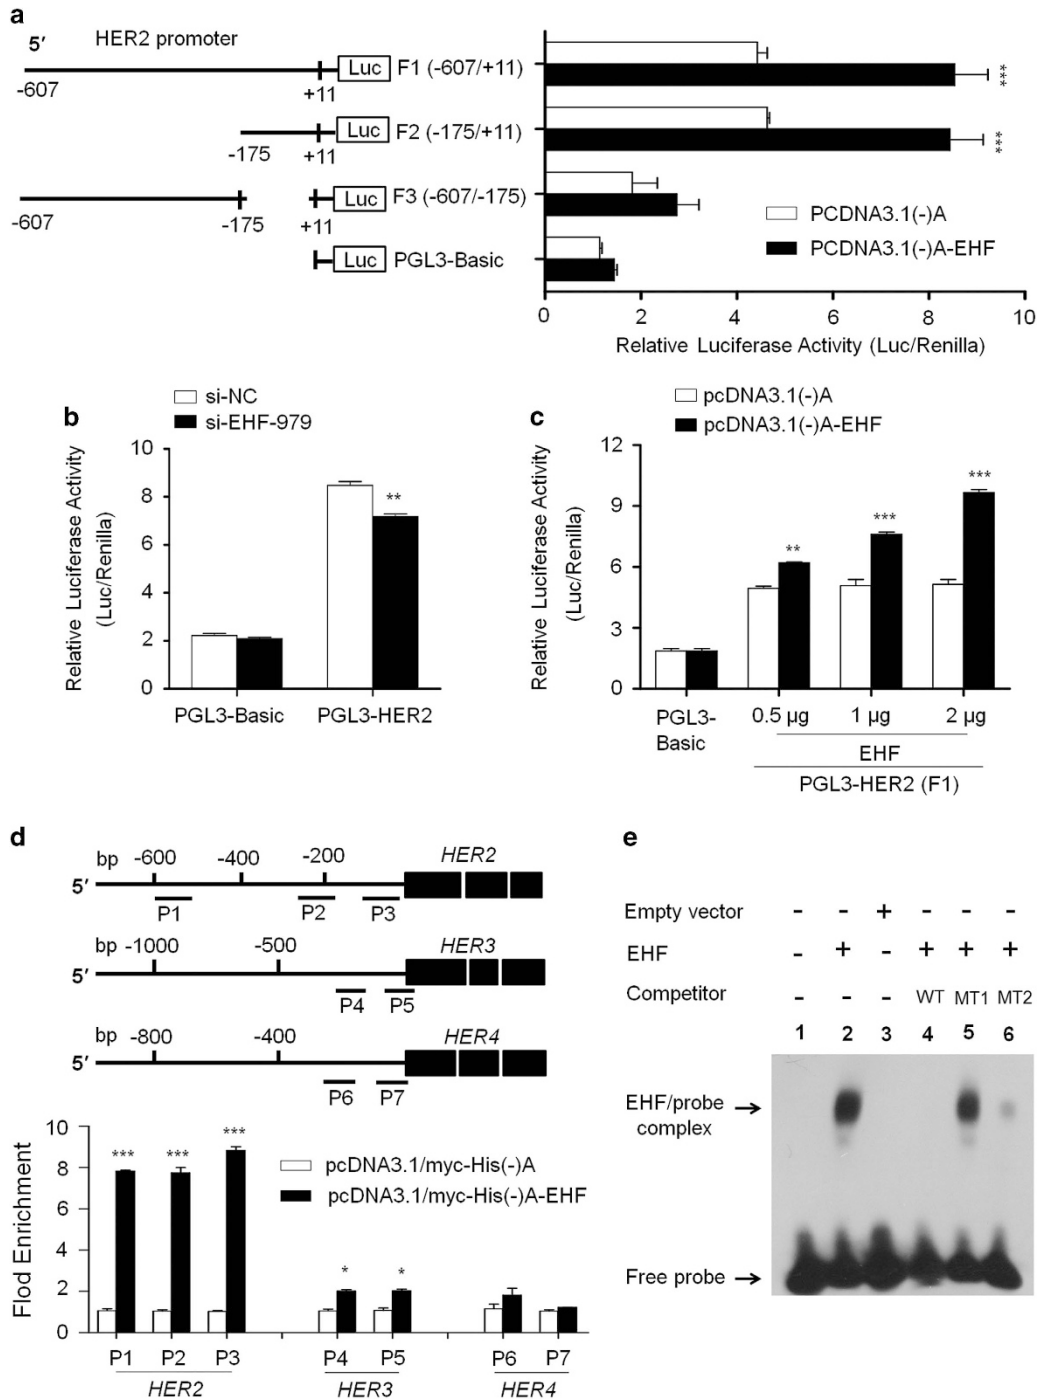 a
5′ HER2 promoter
-607 +11 Luc F1 (-607/+11)
-175 +11 Luc F2 (-175/+11)
-607 -175 +11 Luc F3 (-607/-175)
Luc PGL3-Basic
***
***
PCDNA3.1(-)A
PCDNA3.1(-)A-EHF
0 2 4 6 8 10
Relative Luciferase Activity (Luc/Renilla)
b
si-NC
si-EHF-979
Relative Luciferase Activity
(Luc/Renilla)
10
8
6
4
2
0
**
PGL3-Basic PGL3-HER2
c
pcDNA3.1(-)A
pcDNA3.1(-)A-EHF
Relative Luciferase Activity
(Luc/Renilla)
12
9
6
3
0
** *** ***
PGL3-
Basic
0.5 µg 1 µg 2 µg
EHF
PGL3-HER2 (F1)
d
bp -600 -400 -200 HER2
5′
P1 P2 P3
bp -1000 -500 HER3
5′
P4 P5
bp -800 -400 HER4
5′
P6 P7
Flod Enrichment
10
8
6
4
2
0
*** *** *** * *
pcDNA3.1/myc-His(-)A
pcDNA3.1/myc-His(-)A-EHF
P1 P2 P3 P4 P5 P6 P7
HER2 HER3 HER4
e
Empty vector - - + - - -
EHF - + - + + +
Competitor - - - WT MT1 MT2
1 2 3 4 5 6
EHF/probe
complex
Free probe